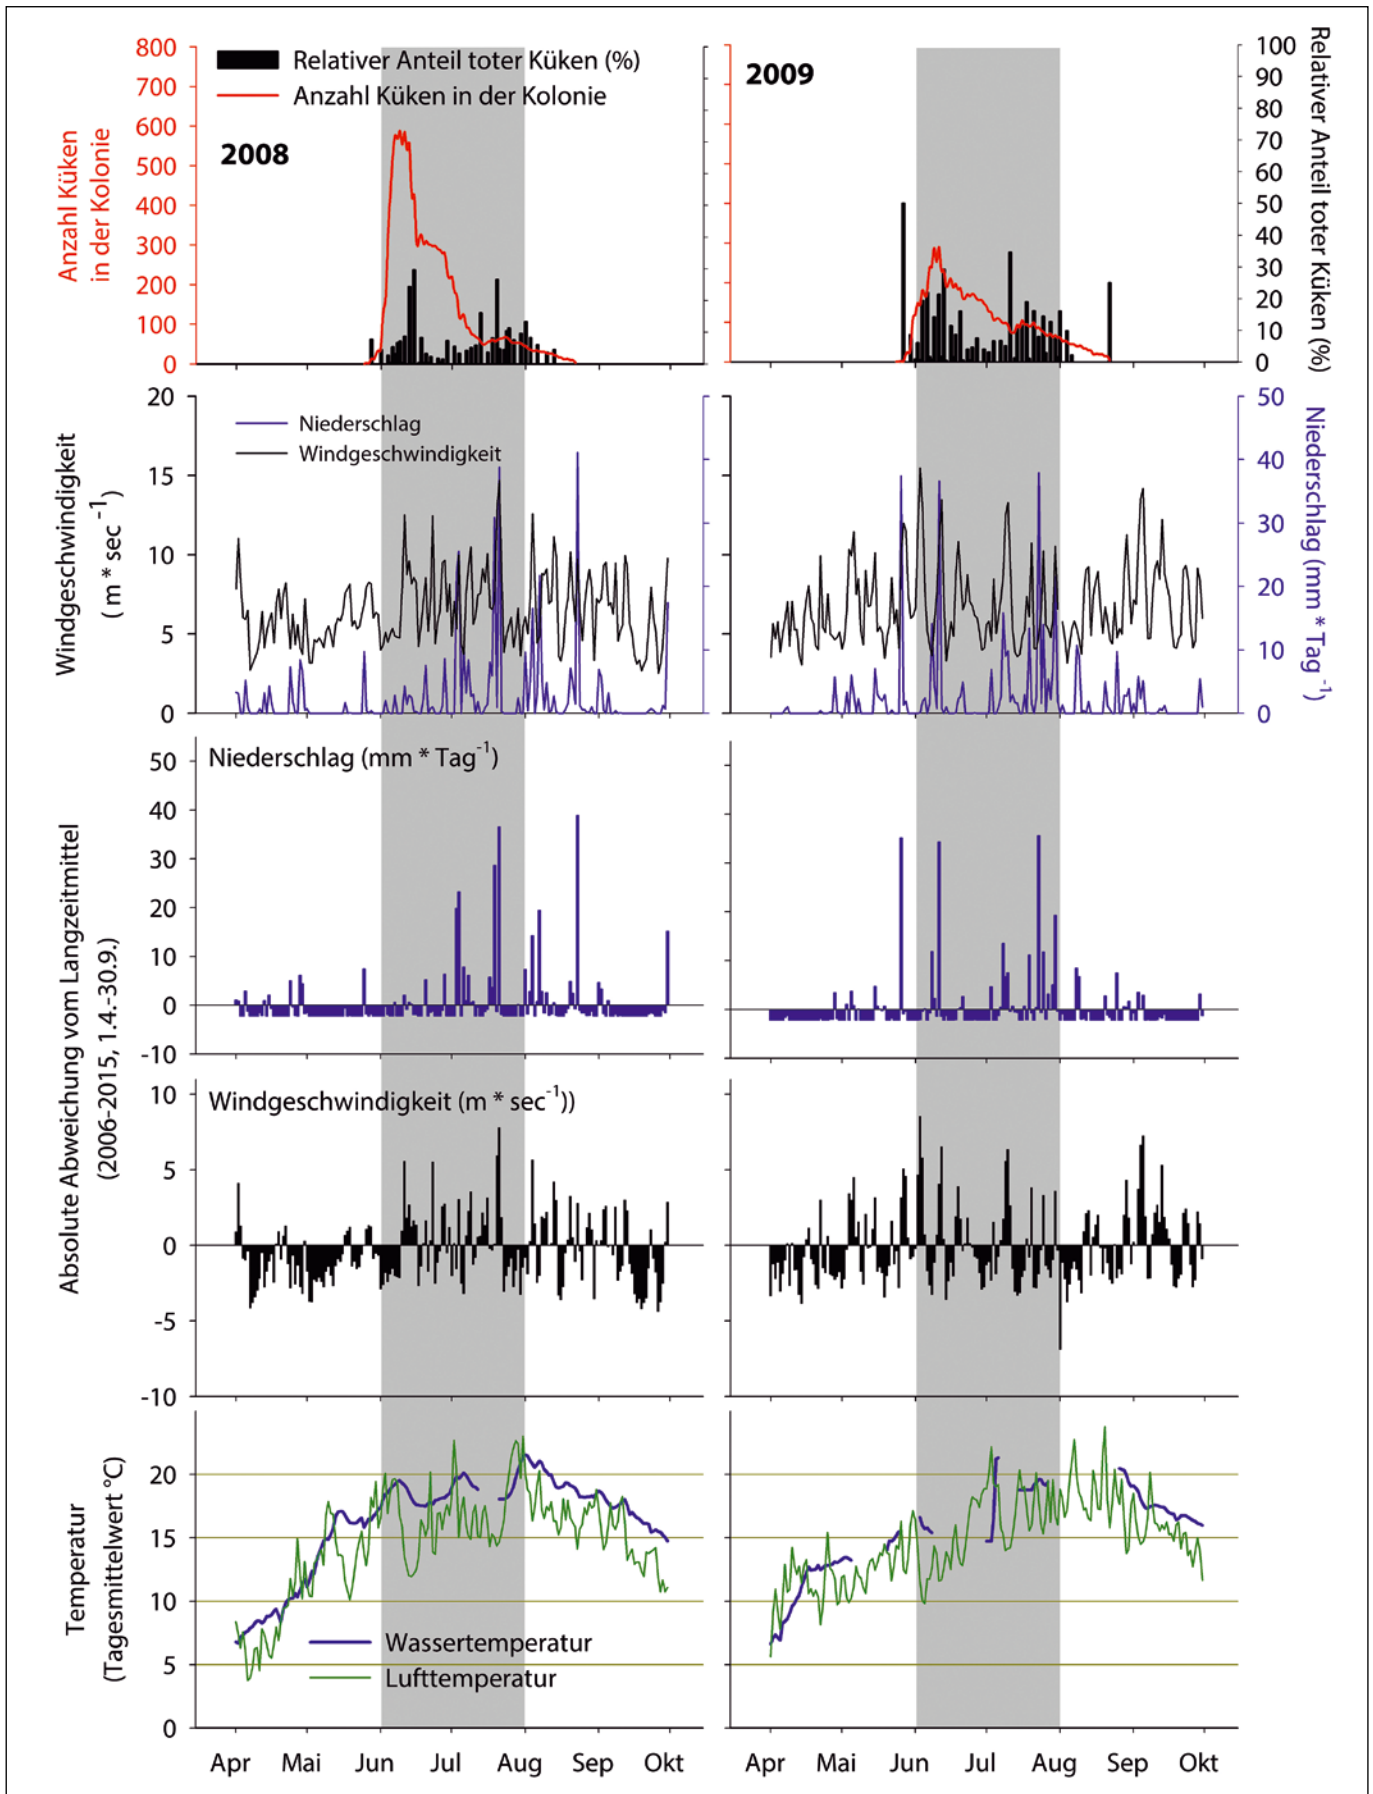 800
700
600
500
400
300
200
100
0
Anzahl Küken
in der Kolonie
Relativer Anteil toter Küken (%)
Anzahl Küken in der Kolonie
2008
2009
100
90
80
70
60
50
40
30
20
10
0
Relativer Anteil toter Küken (%)
20
15
10
5
0
Windgeschwindigkeit
( m * sec -1)
Niederschlag
Windgeschwindigkeit
50
40
30
20
10
0
Niederschlag (mm * Tag -1)
Absolute Abweichung vom Langzeitmittel
(2006-2015, 1.4.-30.9.)
Niederschlag (mm * Tag-1)
50
40
30
20
10
0
-10
Windgeschwindigkeit (m * sec-1))
10
5
0
-5
-10
Temperatur
(Tagesmittelwert °C)
20
15
10
5
0
Wassertemperatur
Lufttemperatur
Apr Mai Jun Jul Aug Sep Okt
Apr Mai Jun Jul Aug Sep Okt